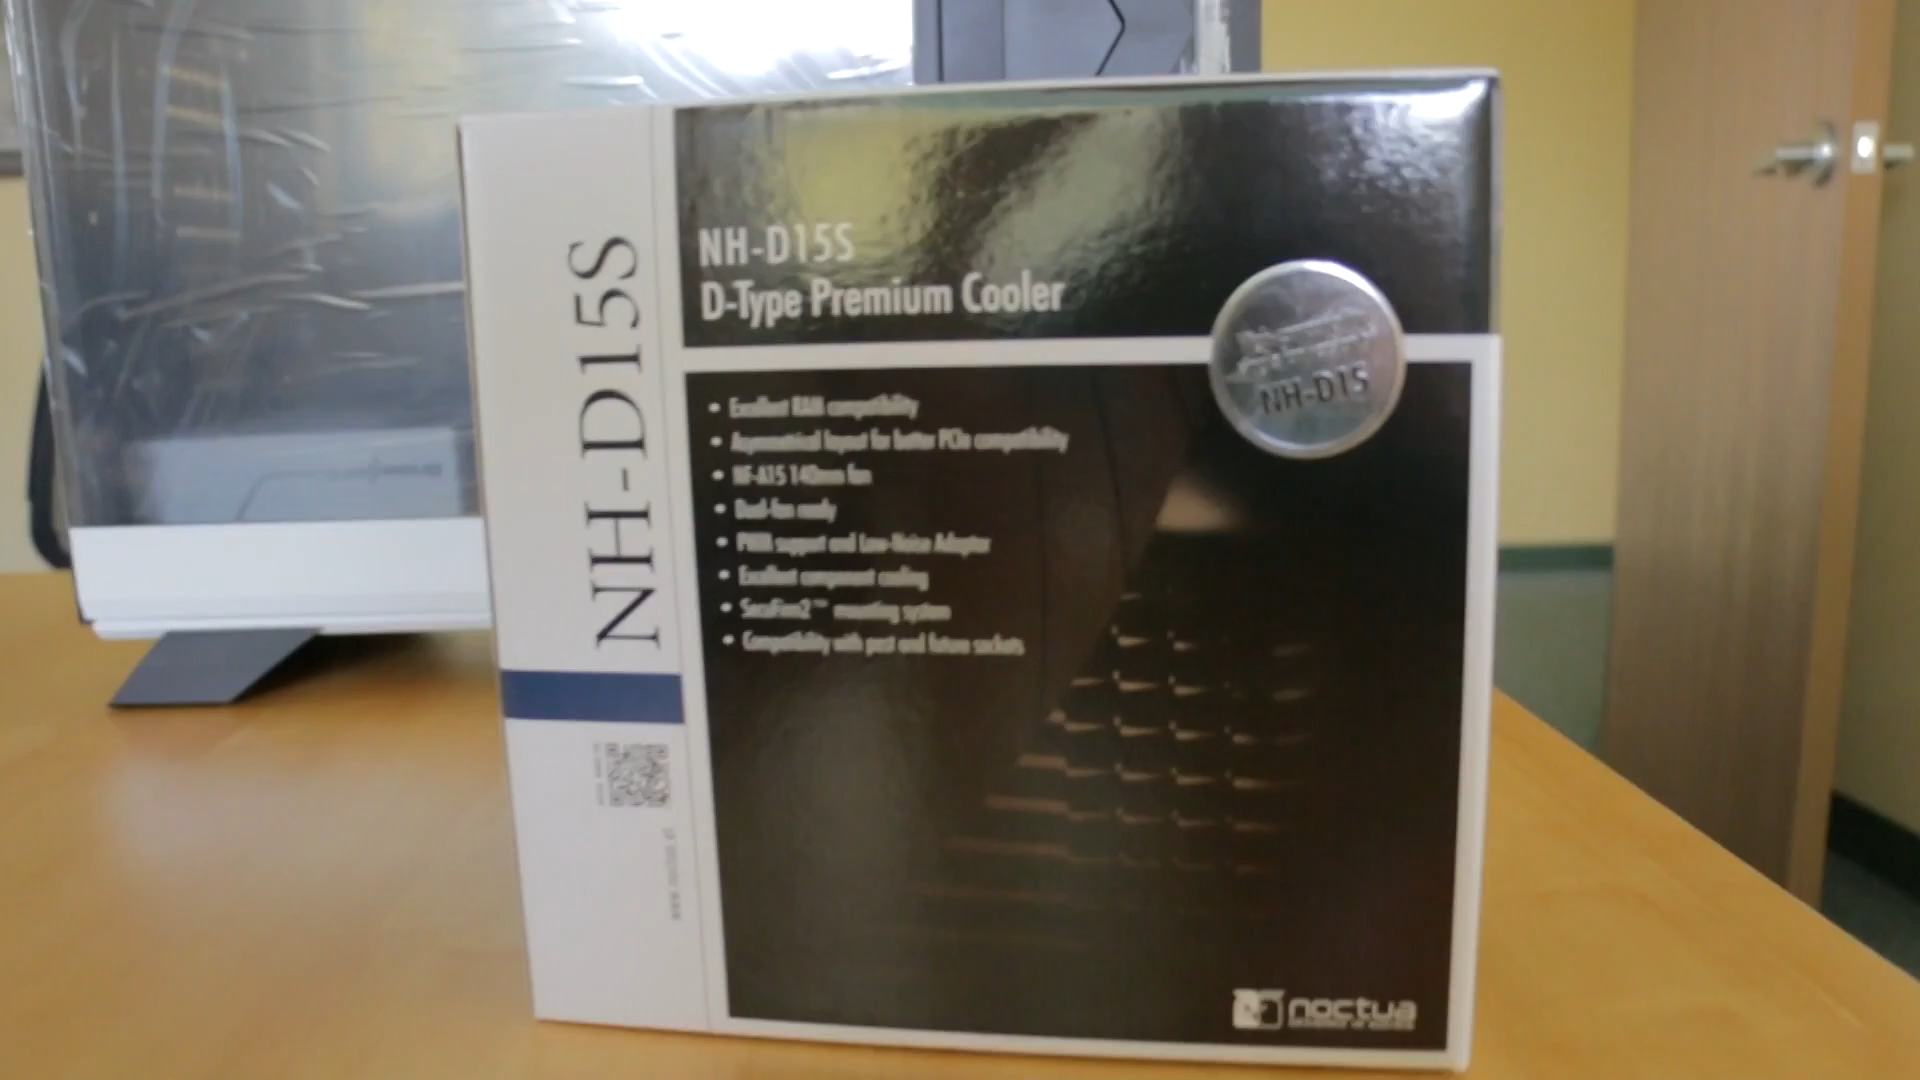 NH-D15S
NH-D15S
D-Type Premium Cooler
NH-D15
• Excellent RAM compatibility
• Asymmetrical layout for better PCIe compatibility
• NF-A15 140mm fan
• Dual-fan ready
• PWM support and Low-Noise Adaptor
• Excellent component cooling
• SecuFirm2™ mounting system
• Compatibility with past and future sockets
noctua